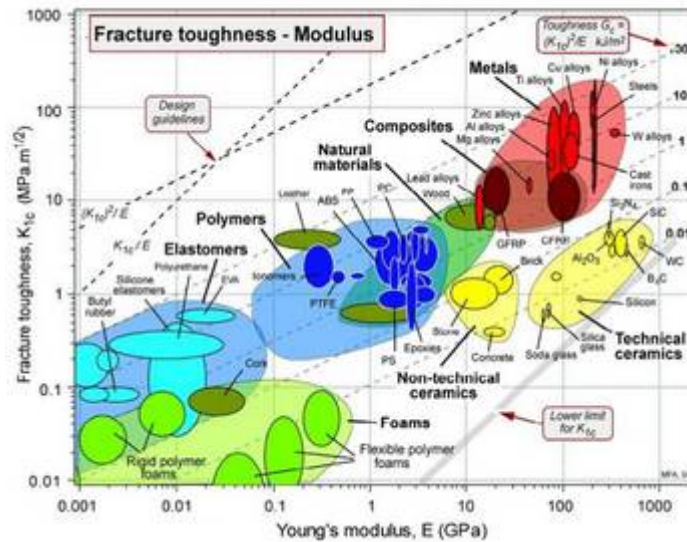 Fracture toughness - Modulus
Toughness Gc =
(K1c)²/E kJ/m²
Design
guidelines
Metals
Ti alloys
Cu alloys
Ni alloys
Steels
Zinc alloys
Al alloys
Mg alloys
W alloys
Composites
Natural
materials
Lead alloys
Wood
Cast
irons
(K1c)²/E
K1c/E
Leather
PP
PC
ABS
GFRP
CFRP
Si3N4
SiC
Al2O3
B4C
WC
Polymers
Ionomers
Elastomers
Polyurethane
Silicone
elastomers
EVA
Butyl
rubber
PTFE
Brick
PS
Epoxies
Stone
Concrete
Silicon
Silica
glass
Soda glass
Technical
ceramics
Non-technical
ceramics
Cork
Foams
Rigid polymer
foams
Flexible polymer
foams
Lower limit
for K1c
1
0.1
0.01
1000
100
10
1
0.1
0.01
Fracture toughness, K1c (MPa.m1/2)
0.001
0.01
0.1
1
10
100
1000
Young's modulus, E (GPa)